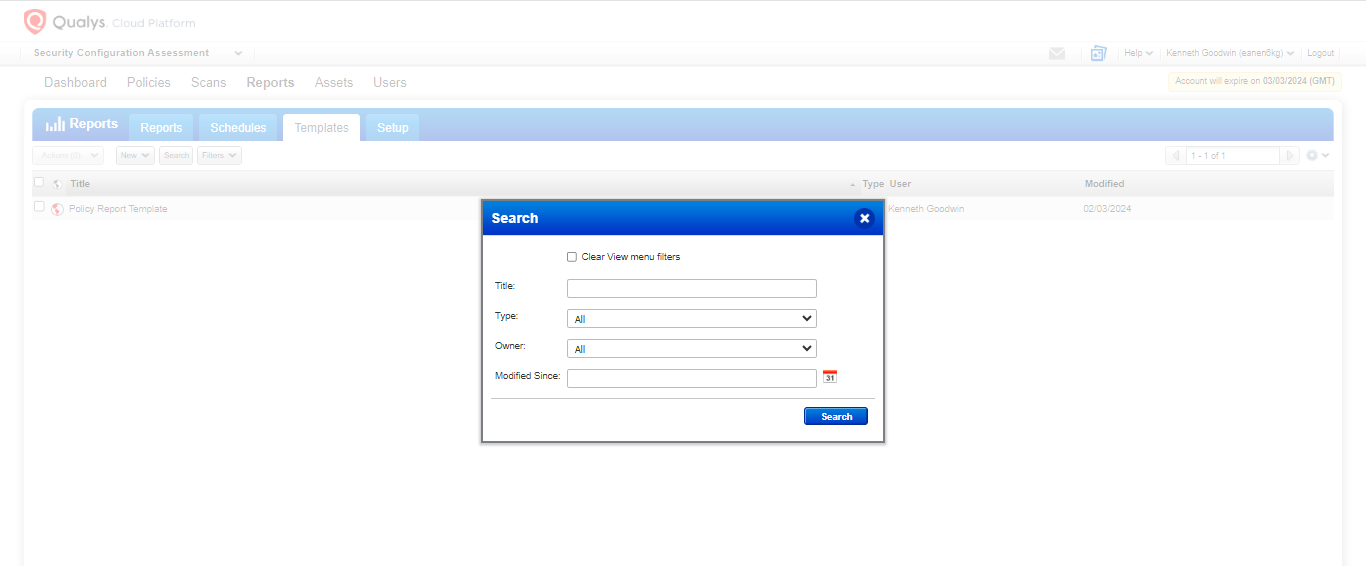 Qualys. Cloud Platform
Security Configuration Assessment
Help
Kenneth Goodwin (eanen6kg)
Logout
Dashboard Policies Scans Reports Assets Users
Account will expire on 03/03/2024 (GMT)
Reports Reports Schedules Templates Setup
Actions (0) New Search Filters
1 - 1 of 1
Title Type User Modified
Policy Report Template Kenneth Goodwin 02/03/2024
Search
Clear View menu filters
Title:
Type: All
Owner: All
Modified Since: 31
Search